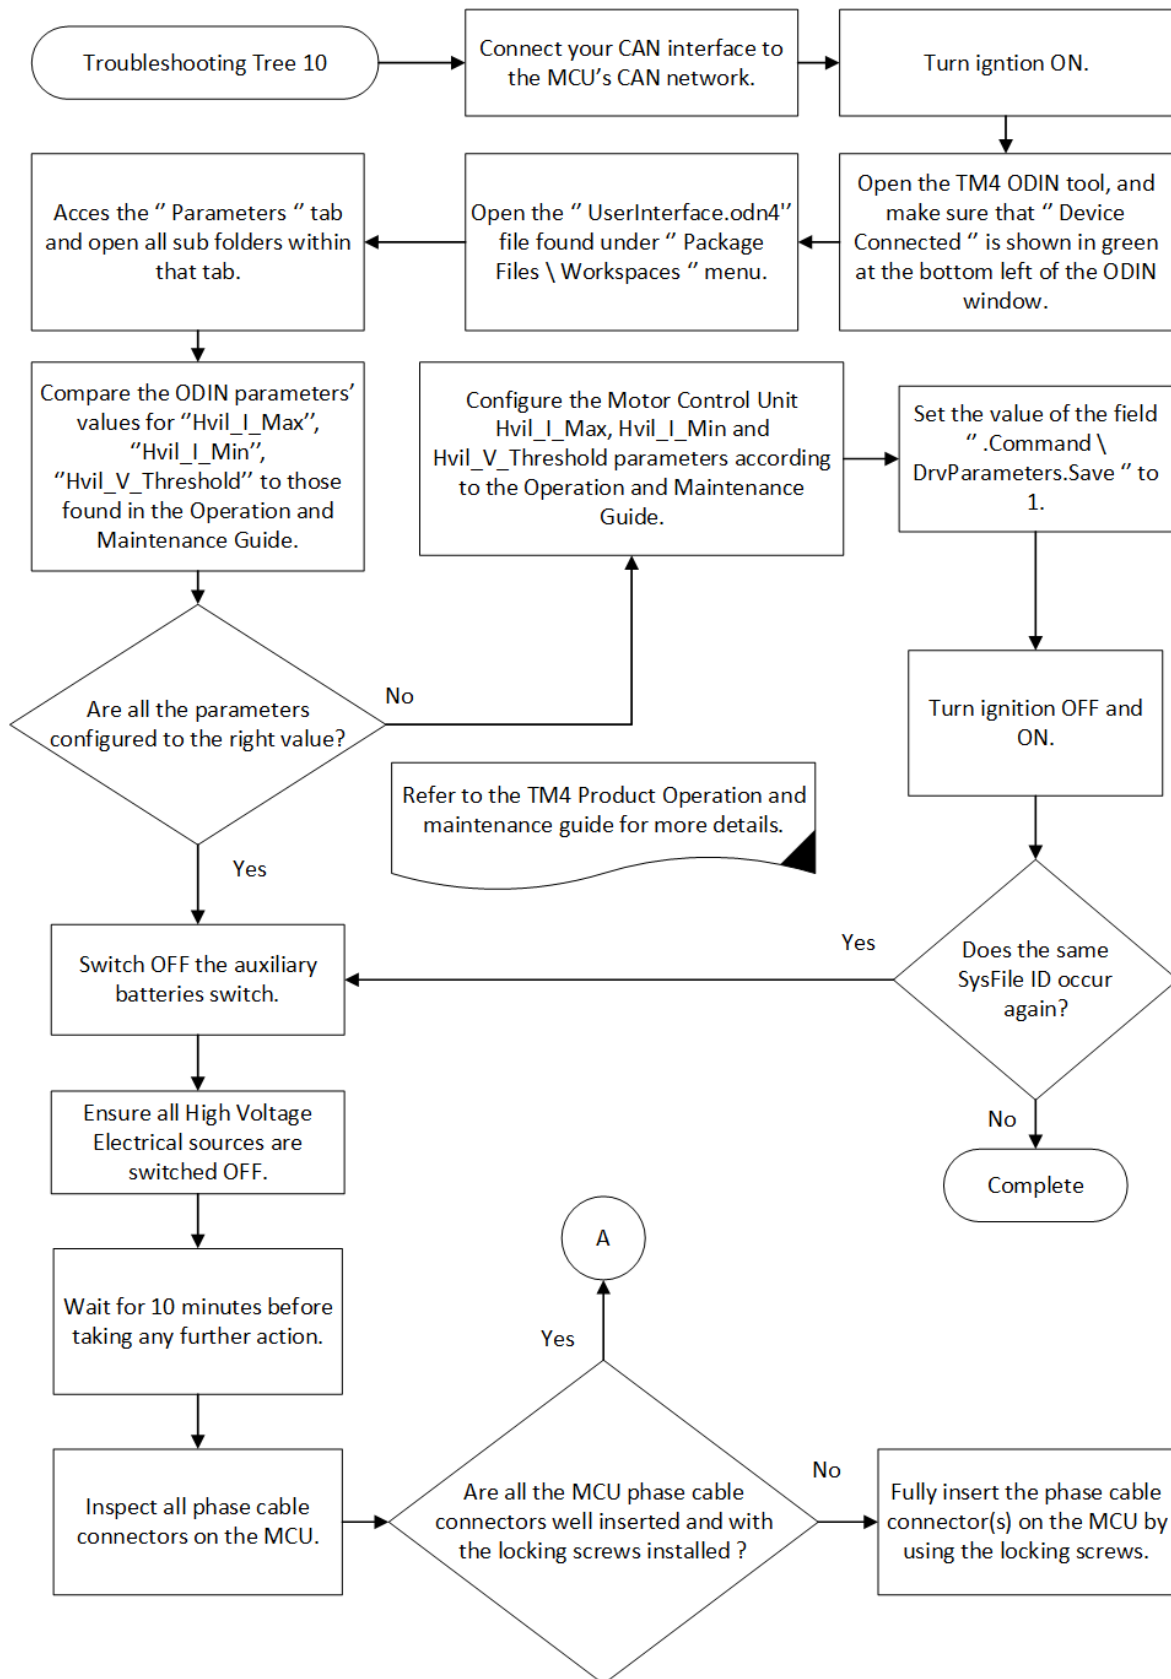 Troubleshooting Tree 10
Connect your CAN interface to
the MCU’s CAN network.
Turn igntion ON.
Open the TM4 ODIN tool, and
make sure that ‘’ Device
Connected ‘’ is shown in green
at the bottom left of the ODIN
window.
Open the ‘’ UserInterface.odn4''
file found under ‘’ Package
Files \ Workspaces ‘’ menu.
Acces the ‘’ Parameters ‘’ tab
and open all sub folders within
that tab.
Compare the ODIN parameters’
values for ‘’Hvil_I_Max’’,
‘’Hvil_I_Min’’,
‘’Hvil_V_Threshold’’ to those
found in the Operation and
Maintenance Guide.
Are all the parameters
configured to the right value?
No
Configure the Motor Control Unit
Hvil_I_Max, Hvil_I_Min and
Hvil_V_Threshold parameters according
to the Operation and Maintenance
Guide.
Set the value of the field
‘’ .Command \
DrvParameters.Save ‘’ to
1.
Turn ignition OFF and
ON.
Refer to the TM4 Product Operation and
maintenance guide for more details.
Does the same
SysFile ID occur
again?
Yes
No
Complete
Yes
Switch OFF the auxiliary
batteries switch.
Ensure all High Voltage
Electrical sources are
switched OFF.
Wait for 10 minutes before
taking any further action.
Inspect all phase cable
connectors on the MCU.
Are all the MCU phase cable
connectors well inserted and with
the locking screws installed ?
Yes
A
No
Fully insert the phase cable
connector(s) on the MCU by
using the locking screws.